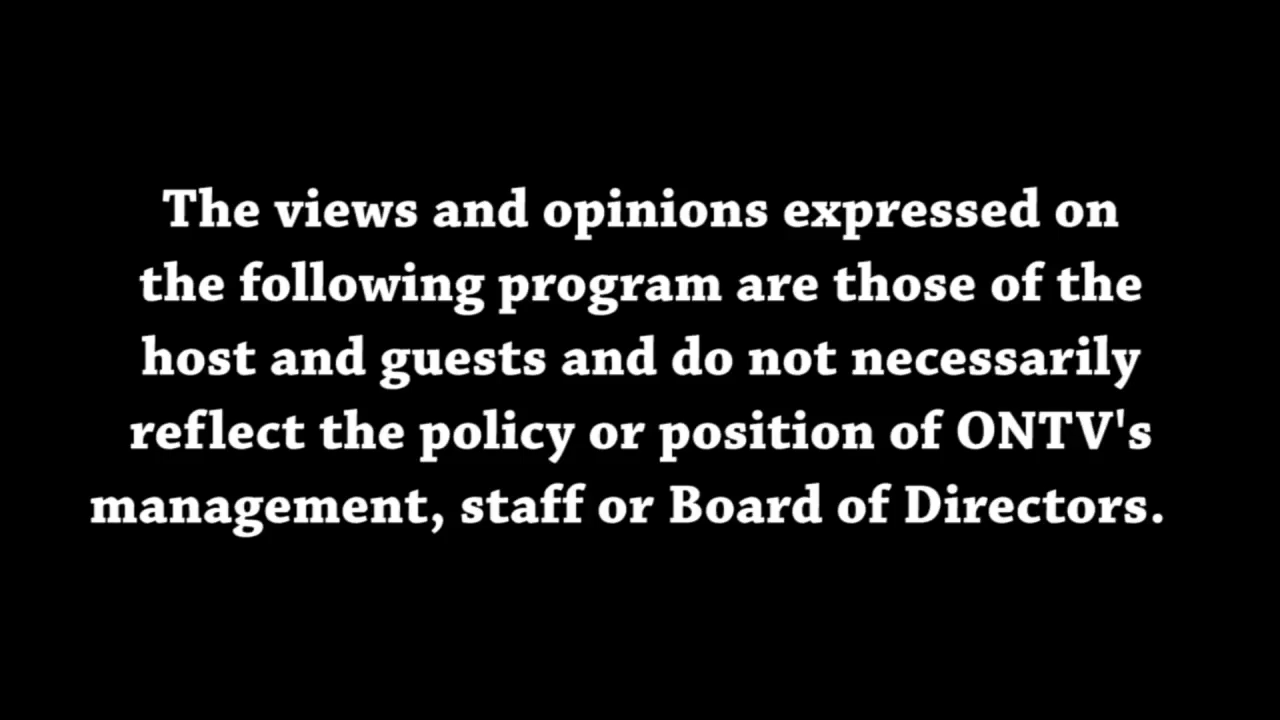 The views and opinions expressed on
the following program are those of the
host and guests and do not necessarily
reflect the policy or position of ONTV's
management, staff or Board of Directors.